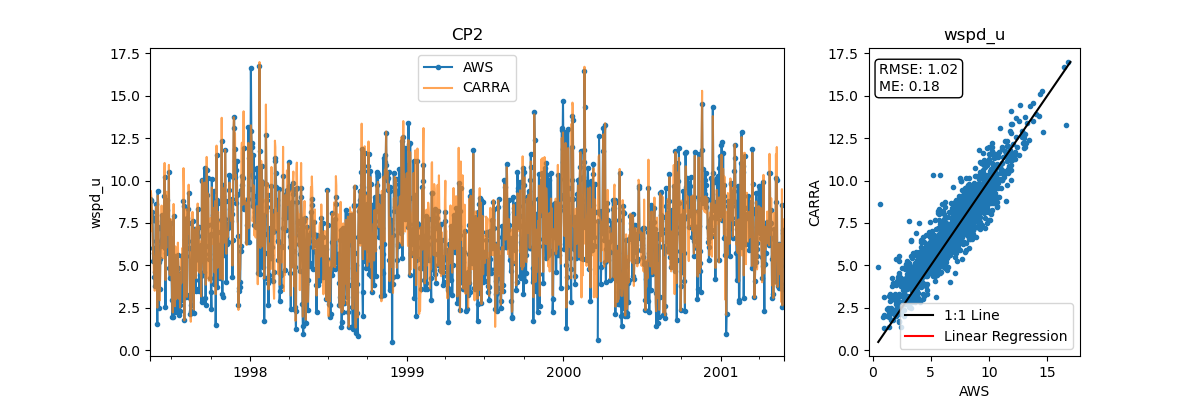 CP2
wspd_u
17.5
15.0
12.5
10.0
7.5
5.0
2.5
0.0
wspd_u
AWS
CARRA
1998
1999
2000
2001
wspd_u
17.5
15.0
12.5
10.0
7.5
5.0
2.5
0.0
CARRA
RMSE: 1.02
ME: 0.18
1:1 Line
Linear Regression
0
5
10
15
AWS